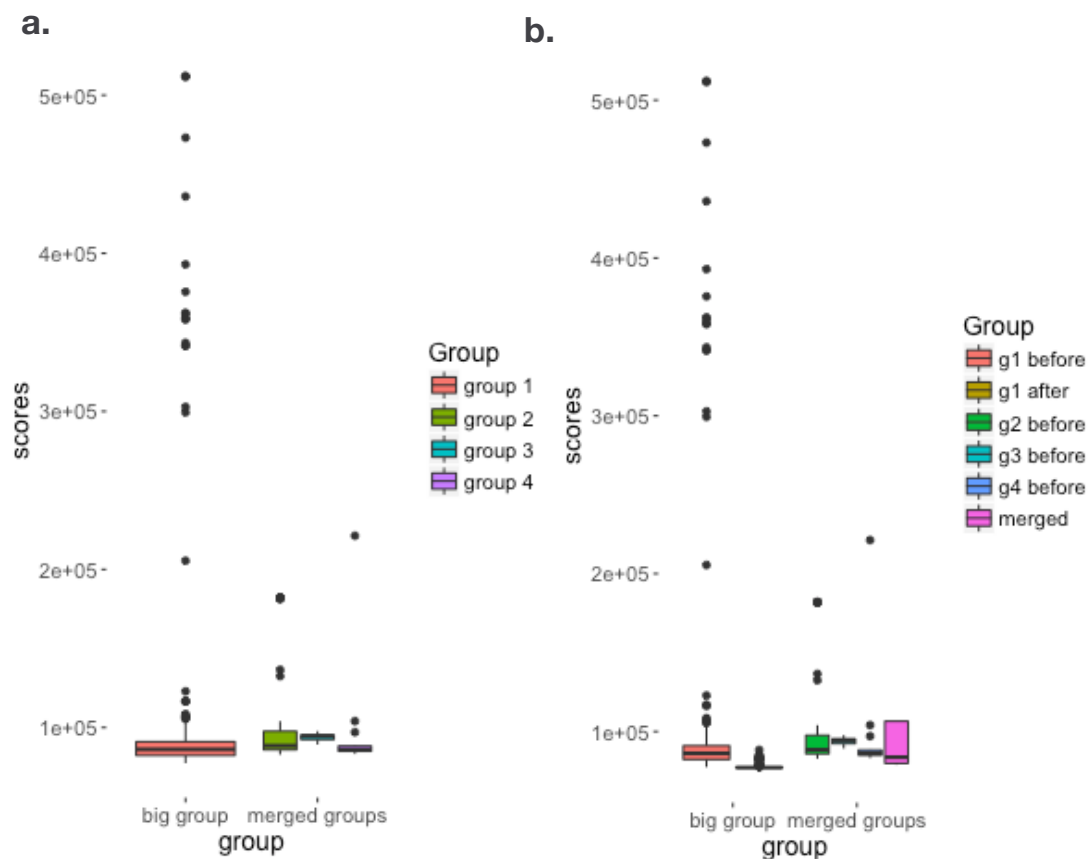 a.
5e+05
4e+05
3e+05
2e+05
1e+05
scores
big group merged groups
group
Group
group 1
group 2
group 3
group 4
b.
5e+05
4e+05
3e+05
2e+05
1e+05
scores
big group merged groups
group
Group
g1 before
g1 after
g2 before
g3 before
g4 before
merged